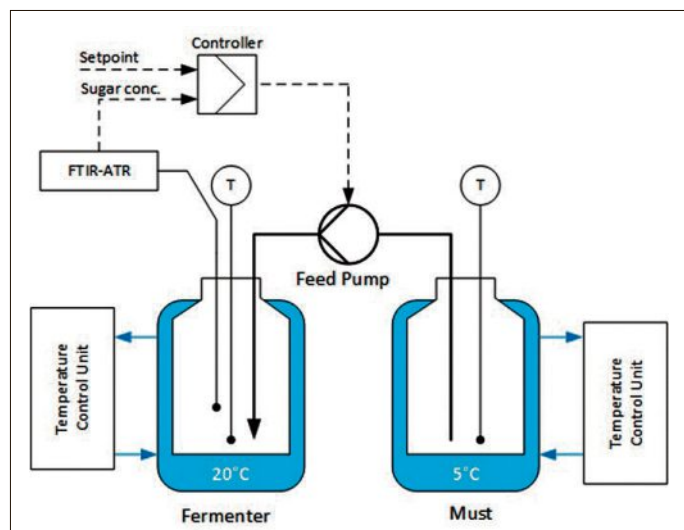 Controller
Setpoint
Sugar conc.
FTIR-ATR
T
T
Feed Pump
Temperature
Control Unit
Temperature
Control Unit
20°C
5°C
Fermenter
Must